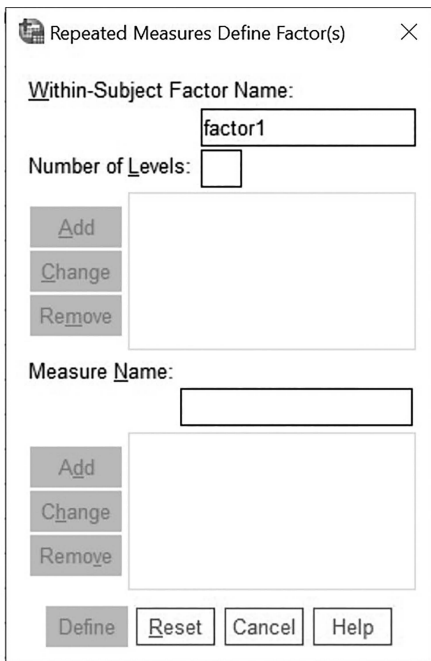 Repeated Measures Define Factor(s)
Within-Subject Factor Name:
factor1
Number of Levels:
Add
Change
Remove
Measure Name:
Add
Change
Remove
Define Reset Cancel Help